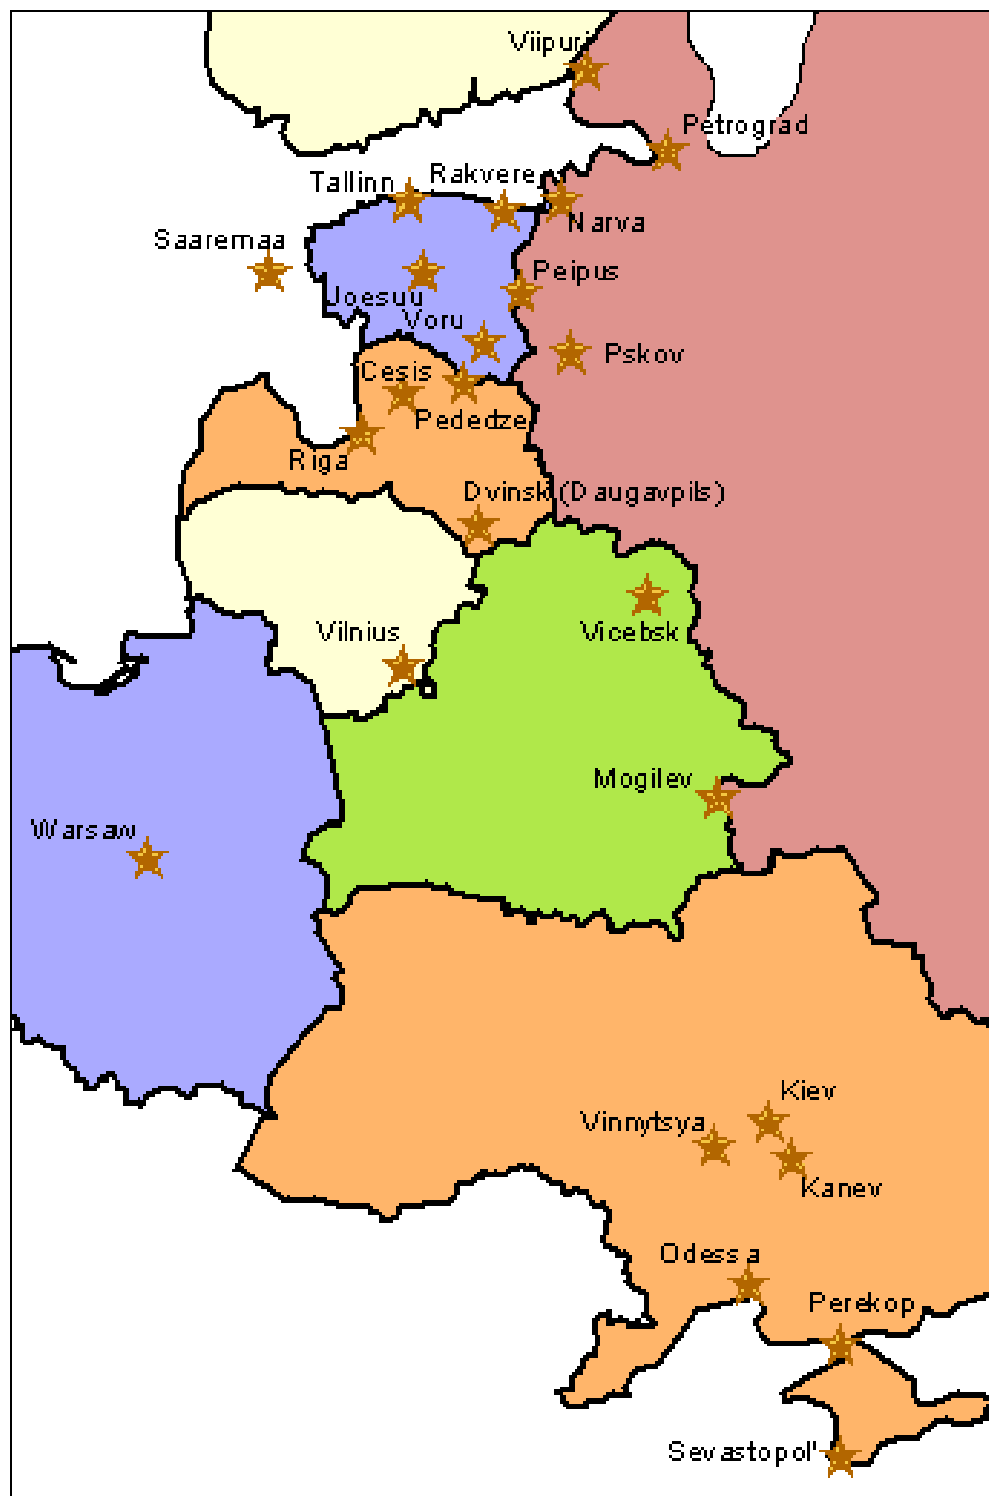 Viipuri
Petrograd
Tallinn
Rakvere
Narva
Saaremaa
Peipus
Joesuu
Voru
Pskov
Cesis
Pededze
Riga
Dvinsk (Daugavpils)
Vilnius
Vicebsk
Mogilev
Warsaw
Kiev
Vinnytsya
Kanev
Odessa
Perekop
Sevastopol'